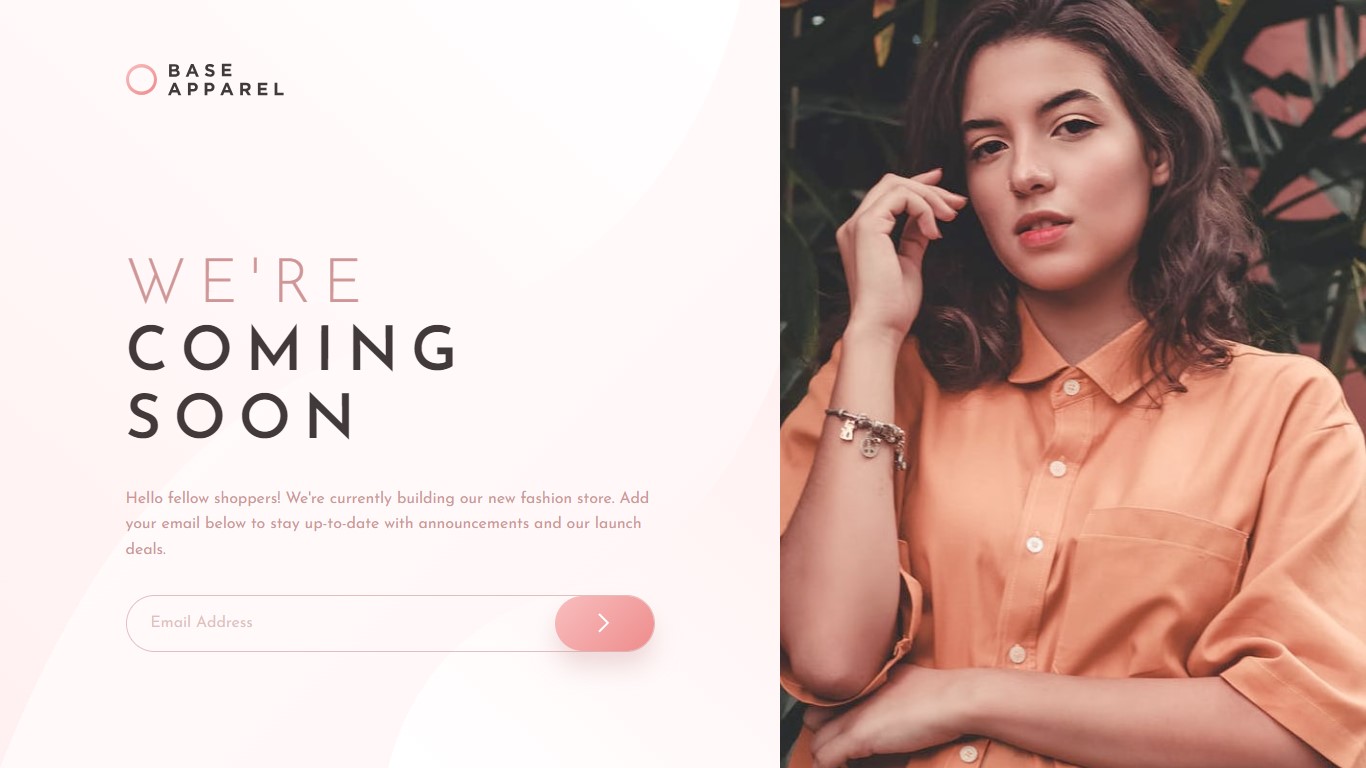 BASE
APPAREL
WE'RE
COMING
SOON
Hello fellow shoppers! We're currently building our new fashion store. Add
your email below to stay up-to-date with announcements and our launch
deals.
Email Address